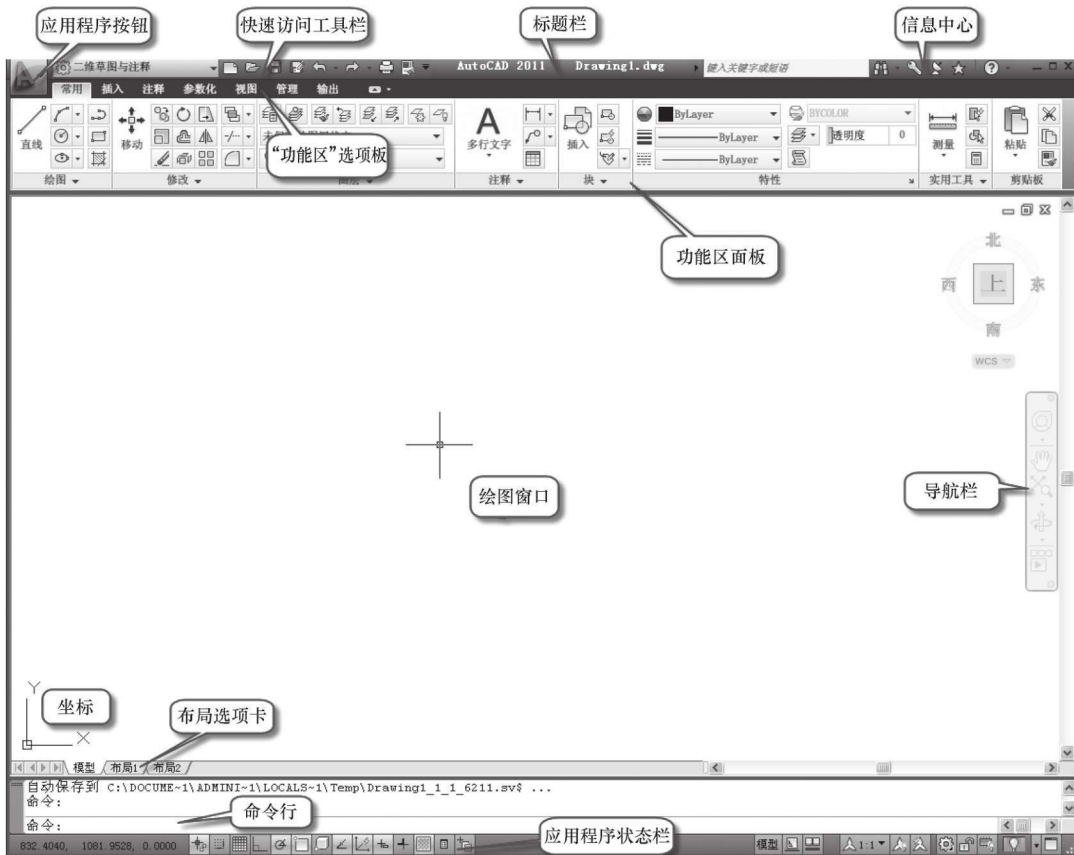 应用程序按钮
快速访问工具栏
标题栏
信息中心
二维草图与注释
AutoCAD 2011 Drawing1.dwg
键入关键字或短语
常用 插入 注释 参数化 视图 管理 输出
直线
移动
多行文字
插入
ByLayer
ByLayer
ByLayer
BYCOLOR
透明度 0
测量
粘贴
“功能区”选项板
绘图 修改 图层 注释 块 特性 实用工具 剪贴板
功能区面板
北
西 上 东
南
WCS
绘图窗口
导航栏
Y
坐标
X
布局选项卡
模型 布局1 布局2
自动保存到 C:\DOCUME~1\ADMINI~1\LOCALS~1\Temp\Drawing1_1_1_6211.sv$ ...
命令:
命令行
命令:
应用程序状态栏
832.4040, 1081.9528, 0.0000
模型
1:1